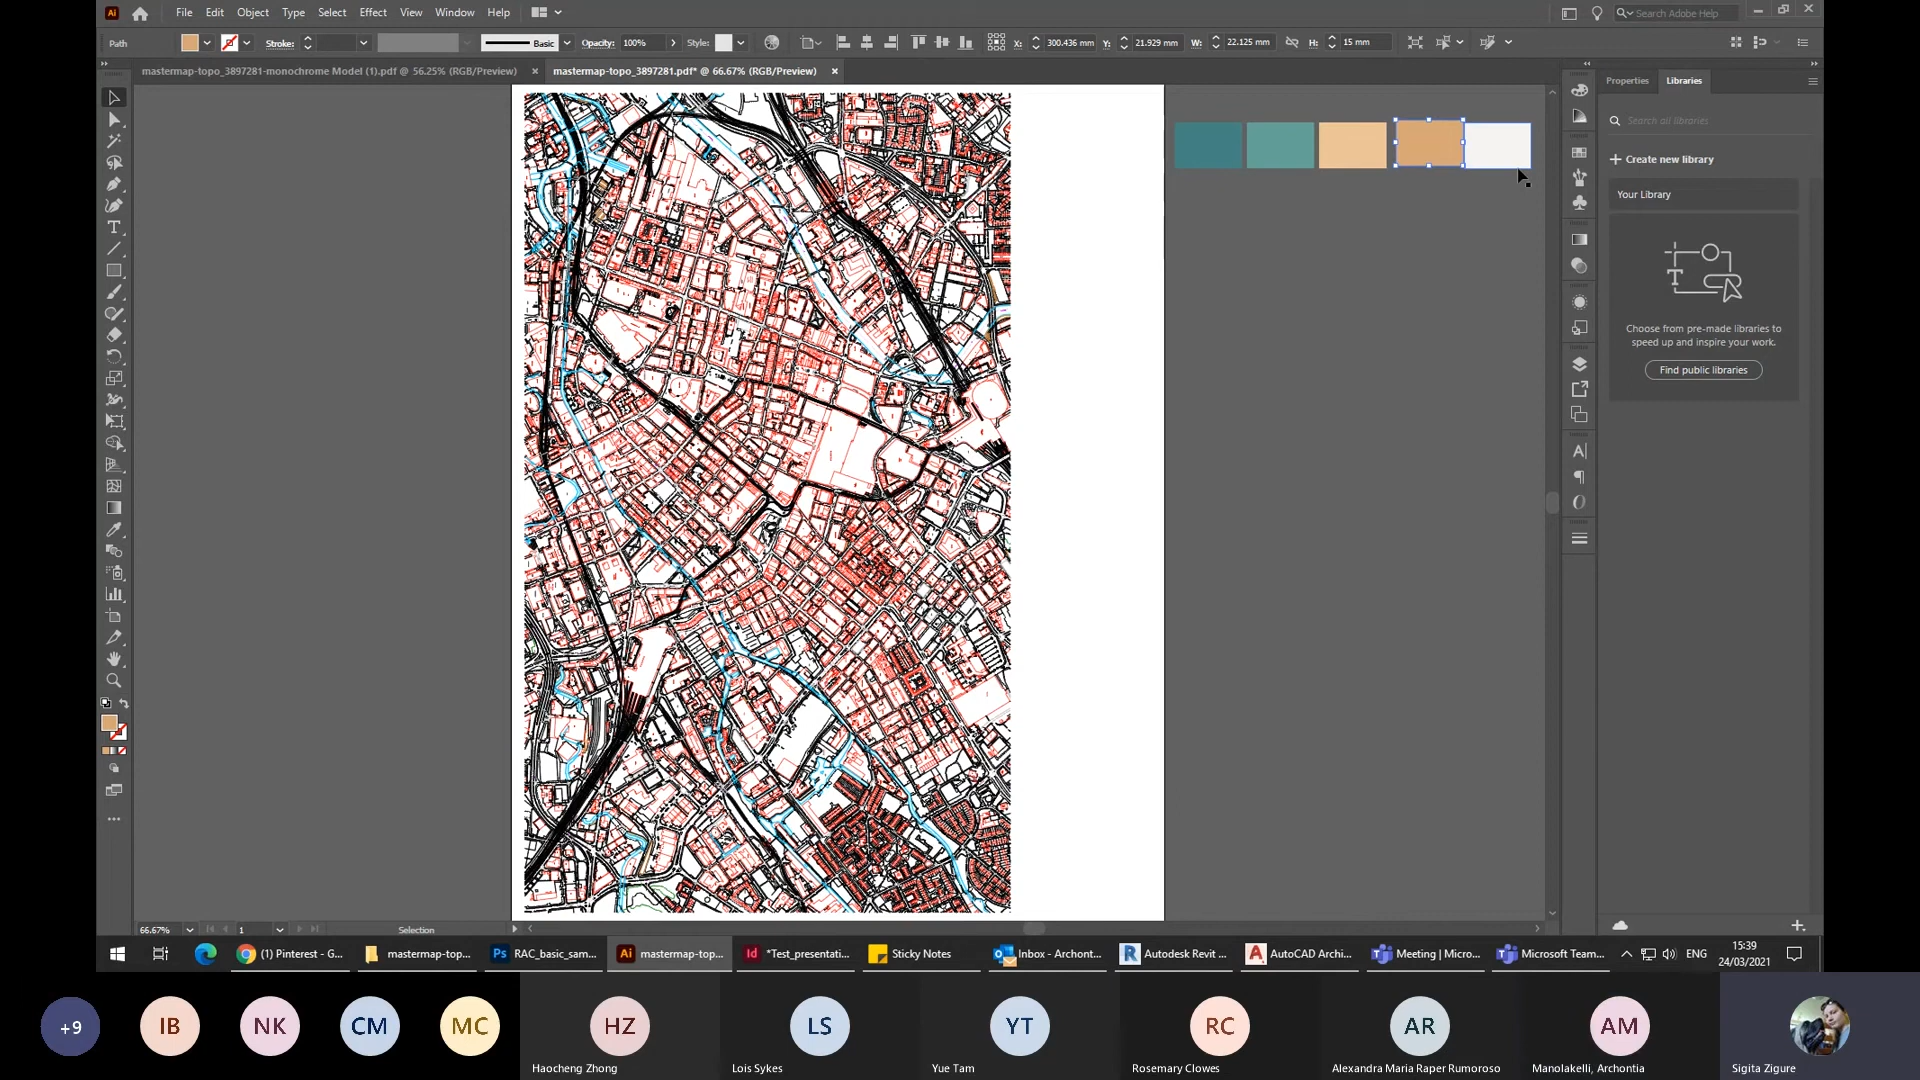 Ai File Edit Object Type Select Effect View Window Help Search Adobe Help
Path Stroke: Basic Opacity: 100% Style: X: 300.436 mm Y: 21.929 mm W: 22.125 mm H: 15 mm
mastermap-topo_3897281-monochrome Model (1).pdf @ 56.25% (RGB/Preview) × mastermap-topo_3897281.pdf* @ 66.67% (RGB/Preview) ×
Properties Libraries
Search all libraries
+ Create new library
Your Library
Choose from pre-made libraries to
speed up and inspire your work.
Find public libraries
66.67% 1 Selection
(1) Pinterest - G... mastermap-top... Ps RAC_basic_sam... Ai mastermap-top... Id *Test_presentati... Sticky Notes Inbox - Archont... R Autodesk Revit ... A AutoCAD Archi... Meeting | Micro... Microsoft Team... ENG 15:39
24/03/2021
+9 IB NK CM MC HZ LS YT RC AR AM
Haocheng Zhong Lois Sykes Yue Tam Rosemary Clowes Alexandra Maria Raper Rumoroso Manolakelli, Archontia Sigita Zigure